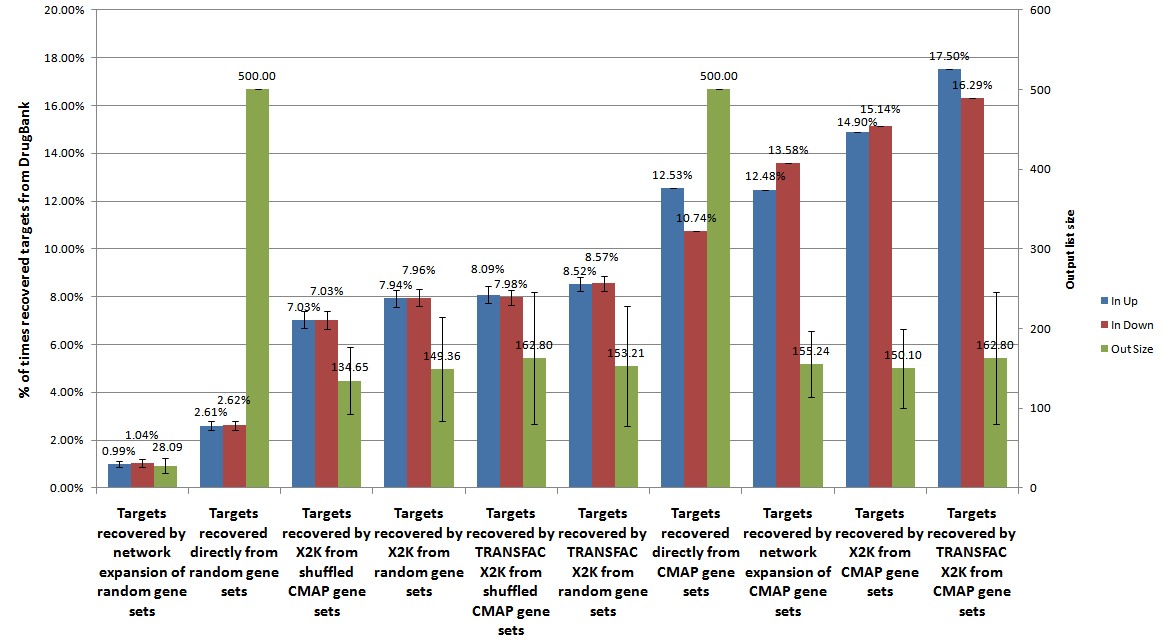 20.00%
18.00%
16.00%
14.00%
12.00%
10.00%
8.00%
6.00%
4.00%
2.00%
0.00%
% of times recovered targets from DrugBank
600
500
400
300
200
100
0
Output list size
0.99%
1.04%
28.09
2.61%
2.62%
500.00
7.03%
7.03%
134.65
7.94%
7.96%
149.36
8.09%
7.98%
162.80
8.52%
8.57%
153.21
12.53%
10.74%
500.00
12.48%
13.58%
155.24
14.90%
15.14%
150.10
17.50%
16.29%
162.80
In Up
In Down
Out Size
Targets
recovered by
network
expansion of
random gene
sets
Targets
recovered
directly from
random gene
sets
Targets
recovered by
X2K from
shuffled
CMAP gene
sets
Targets
recovered by
X2K from
random gene
sets
Targets
recovered by
TRANSFAC
X2K from
shuffled
CMAP gene
sets
Targets
recovered by
TRANSFAC
X2K from
random gene
sets
Targets
recovered
directly from
CMAP gene
sets
Targets
recovered by
network
expansion of
CMAP gene
sets
Targets
recovered by
X2K from
CMAP gene
sets
Targets
recovered by
TRANSFAC
X2K from
CMAP gene
sets